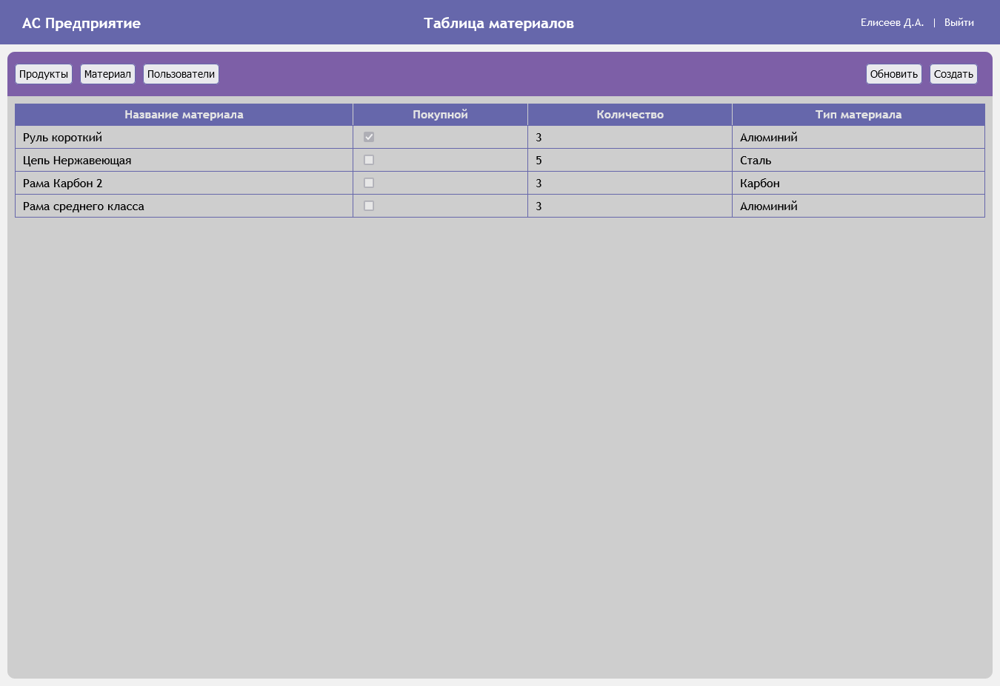 АС Предприятие Таблица материалов Елисеев Д.А. | Выйти
Продукты Материал Пользователи Обновить Создать
Название материала Покупной Количество Тип материала
Руль короткий 3 Алюминий
Цепь Нержавеющая 5 Сталь
Рама Карбон 2 3 Карбон
Рама среднего класса 3 Алюминий